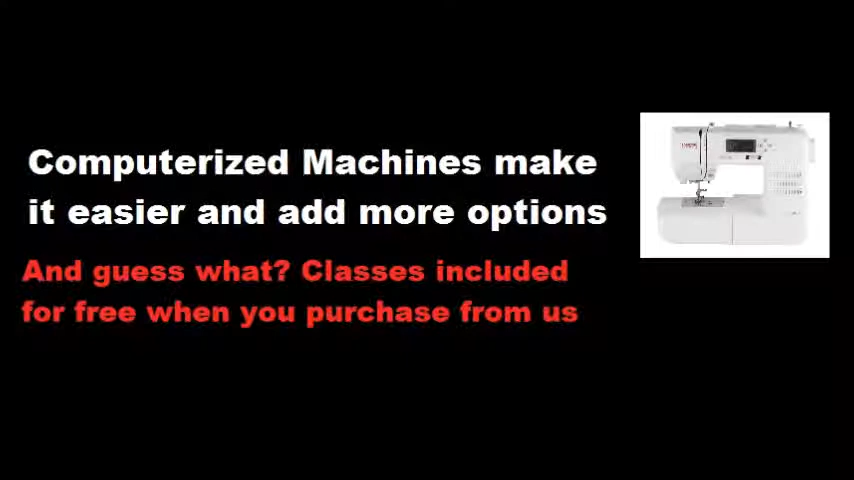 Computerized Machines make
it easier and add more options
And guess what? Classes included
for free when you purchase from us